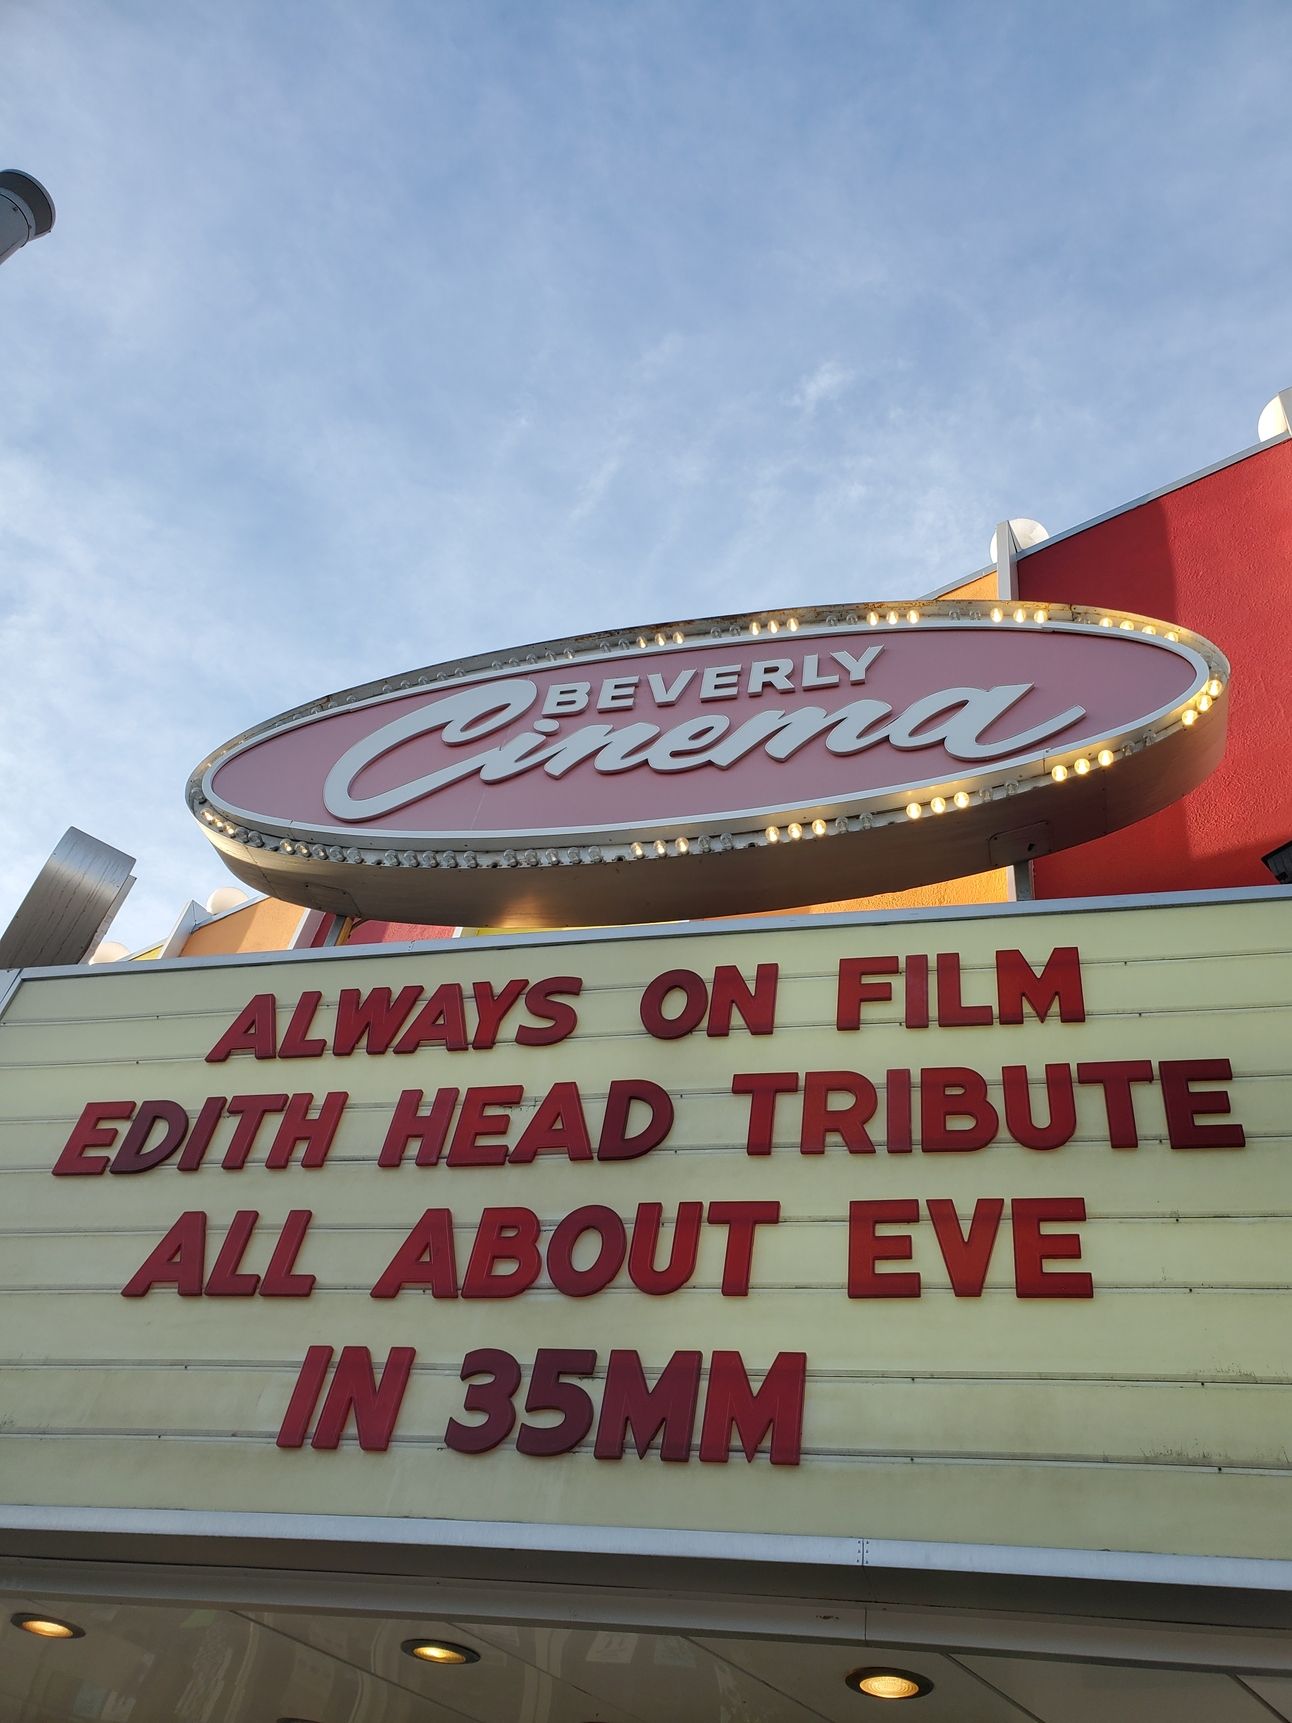 BEVERLY
Cinema
ALWAYS ON FILM
EDITH HEAD TRIBUTE
ALL ABOUT EVE
IN 35MM